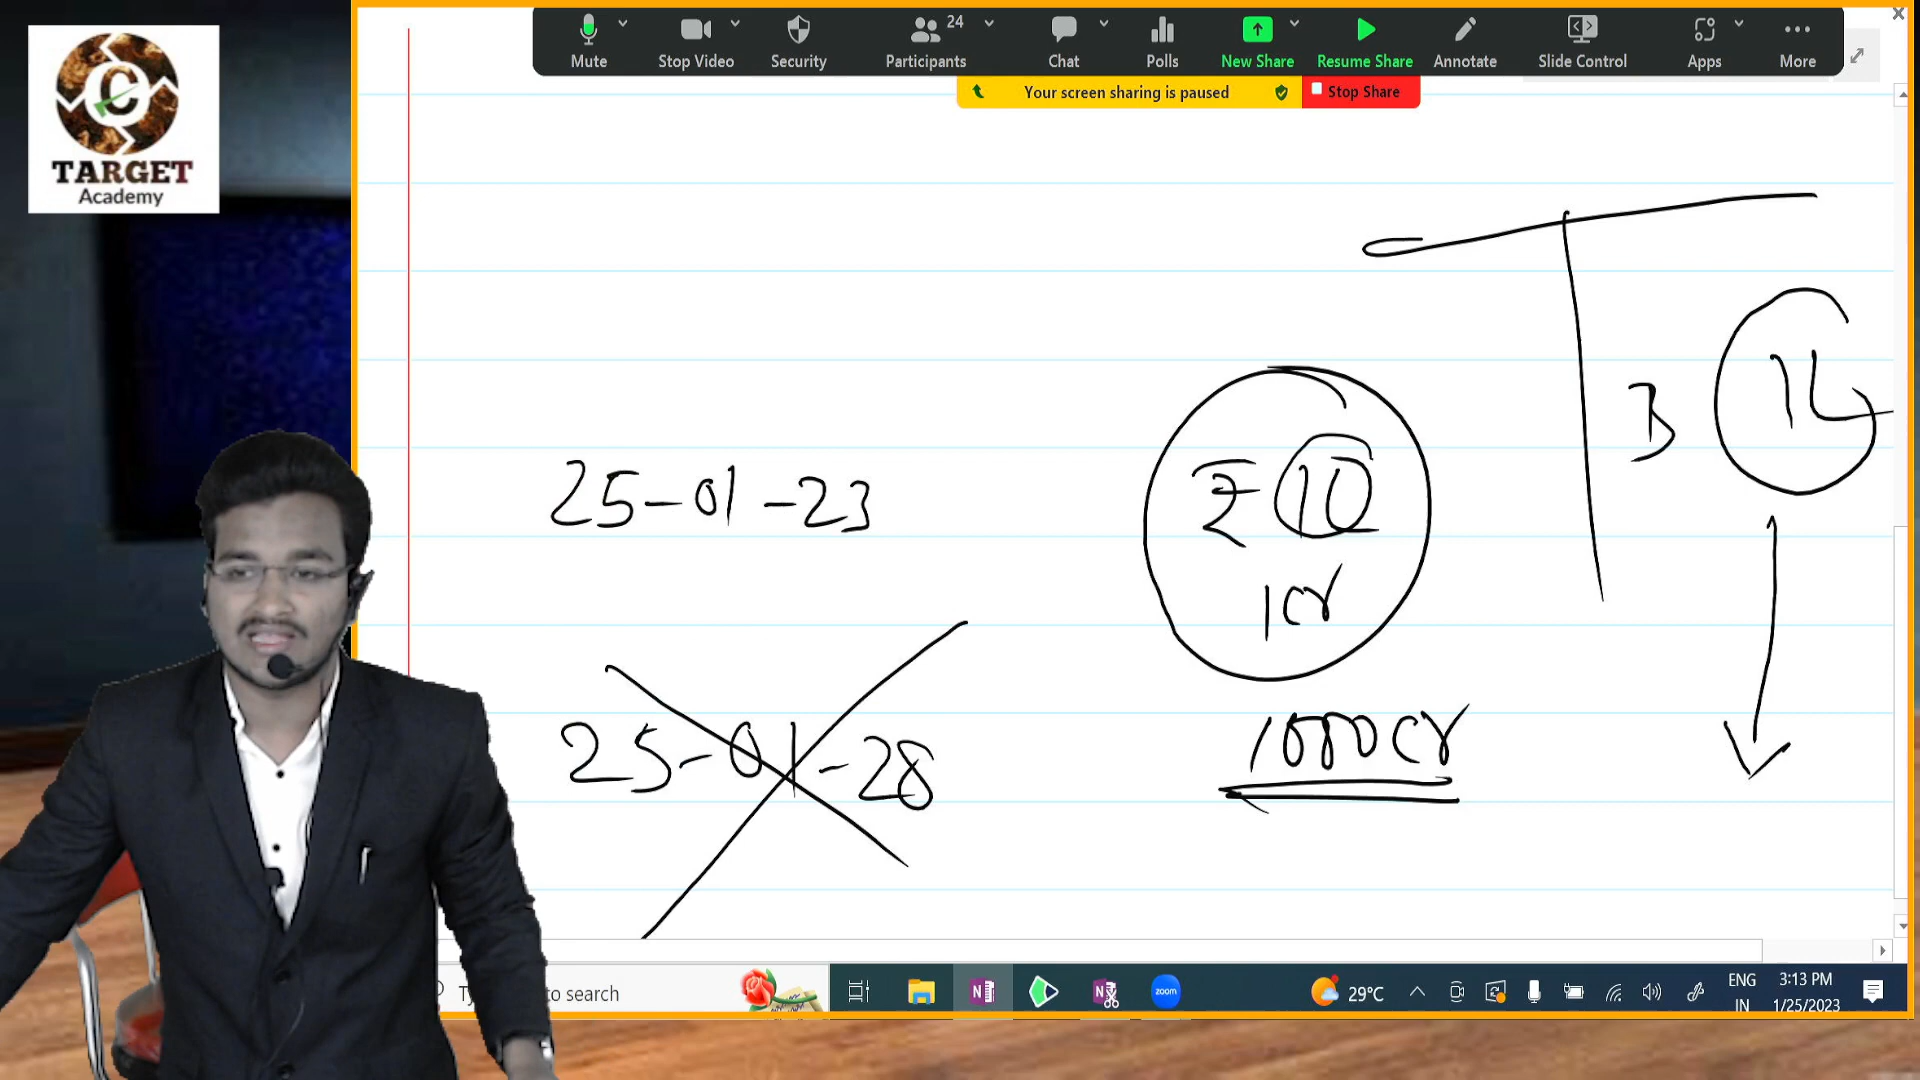 TARGET
Academy
Mute
Stop Video
Security
Participants
24
Chat
Polls
New Share
Resume Share
Annotate
Slide Control
Apps
More
Your screen sharing is paused
Stop Share
25-01-23
₹ 10
1cr
B
25-01-28
1000cr
to search
zoom
29°C
ENG
IN
3:13 PM
1/25/2023